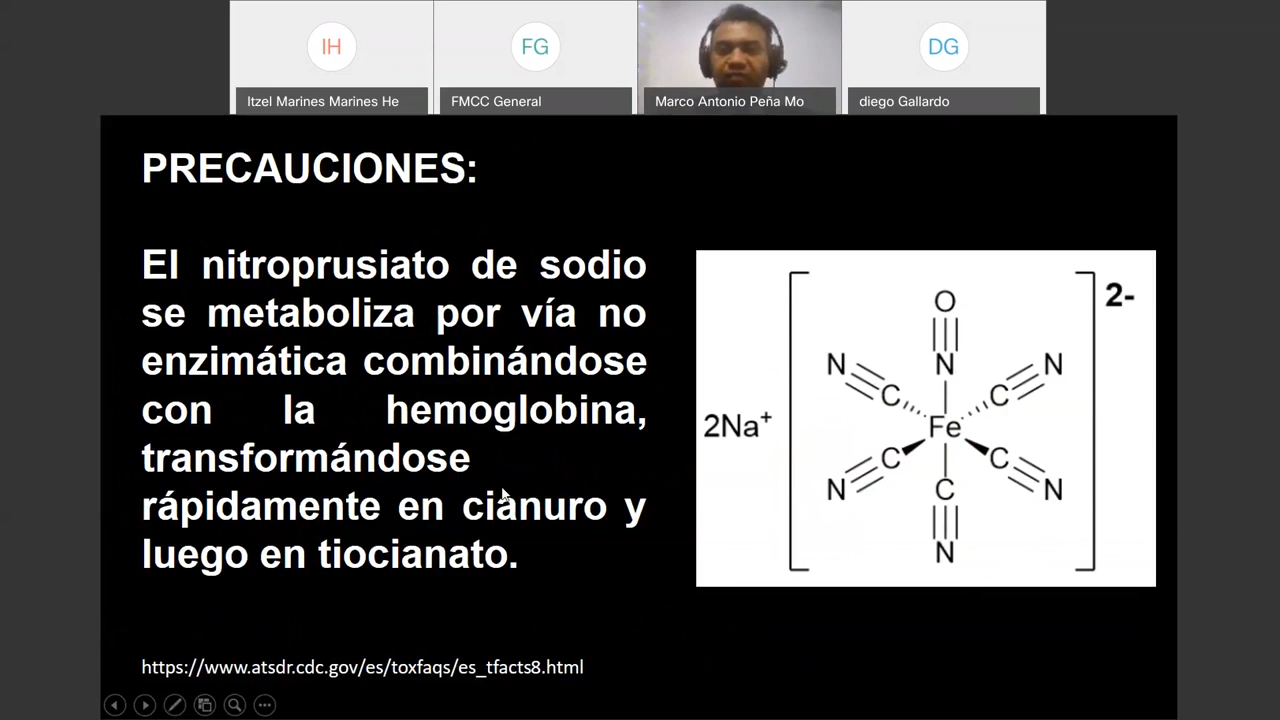 IH
FG
DG
Itzel Marines Marines He
FMCC General
Marco Antonio Peña Mo
diego Gallardo
PRECAUCIONES:
El nitroprusiato de sodio
se metaboliza por vía no
enzimática combinándose
con la hemoglobina,
transformándose
rápidamente en cianuro y
luego en tiocianato.
2-
O
N
N
N
C
C
2Na+
Fe
C
C
N
C
N
N
https://www.atsdr.cdc.gov/es/toxfaqs/es_tfacts8.html